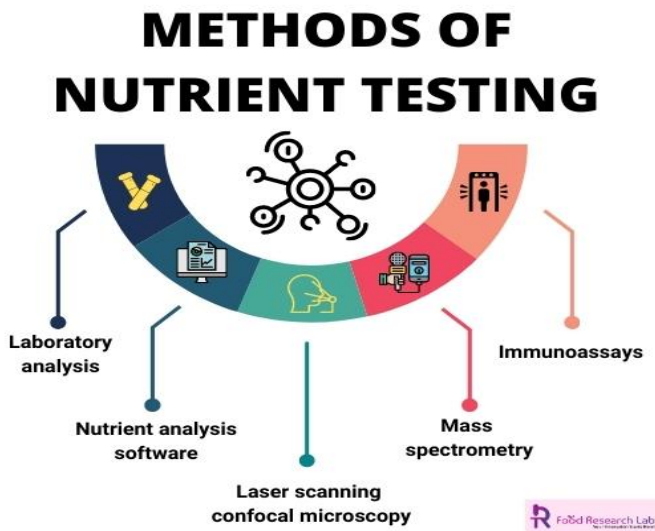 METHODS OF
NUTRIENT TESTING
Laboratory
analysis
Nutrient analysis
software
Laser scanning
confocal microscopy
Mass
spectrometry
Immunoassays
Food Research Lab